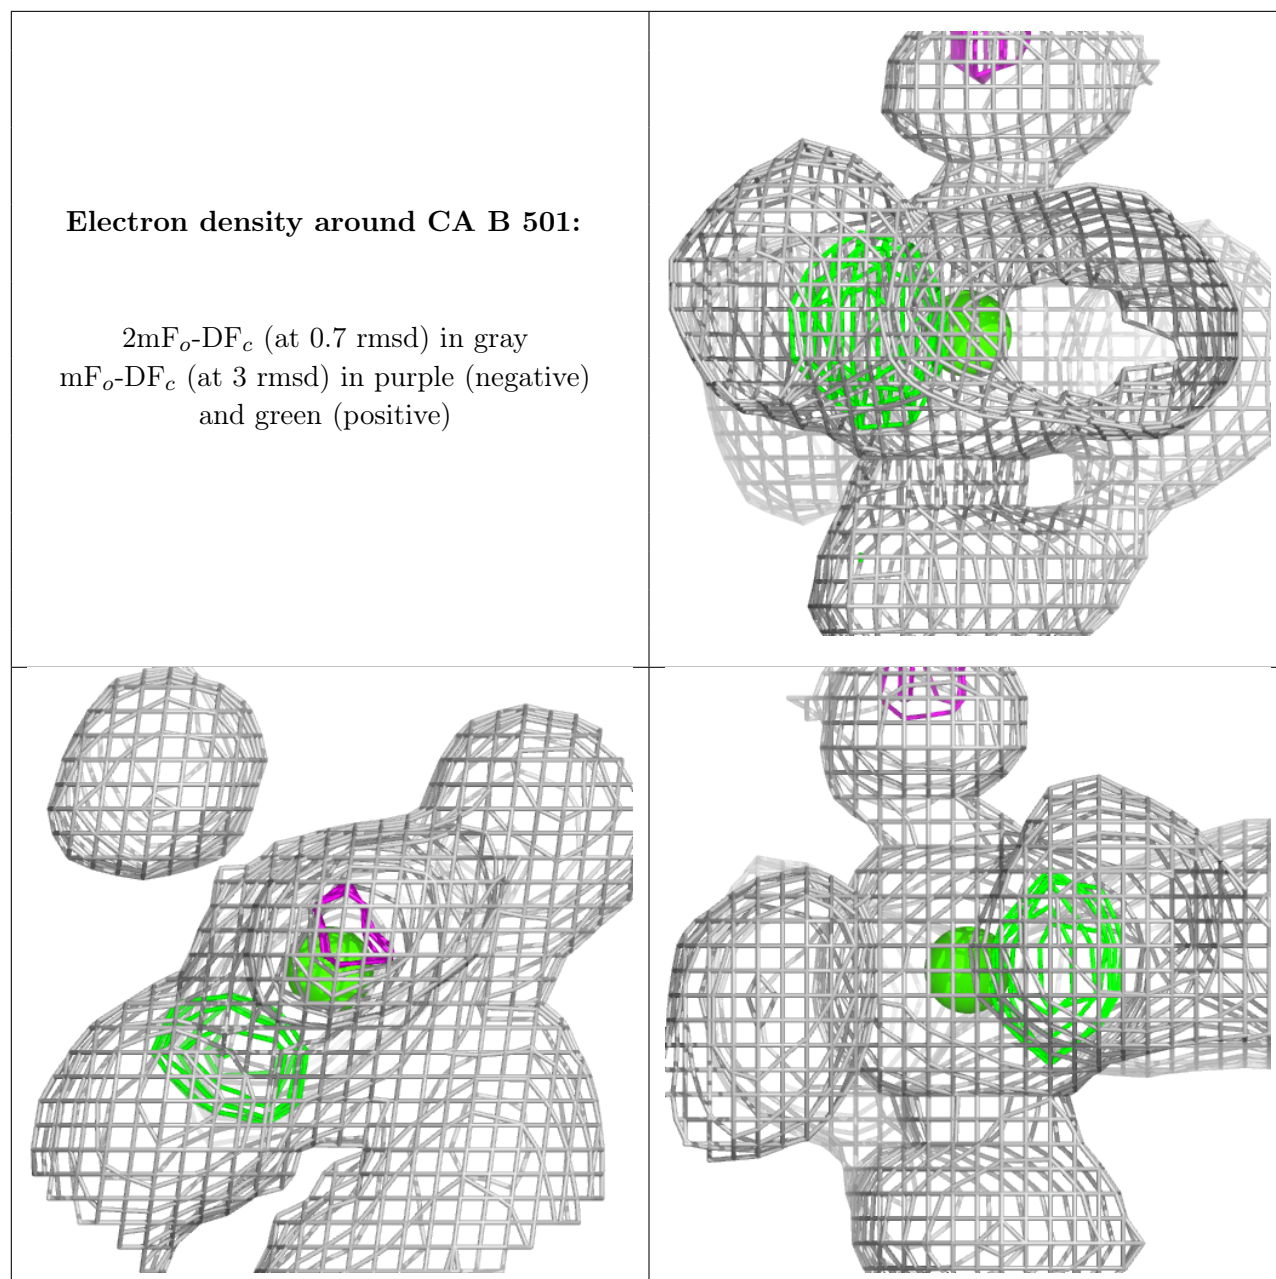 Electron density around CA B 501:
2mFo-DFc (at 0.7 rmsd) in gray
mFo-DFc (at 3 rmsd) in purple (negative)
and green (positive)